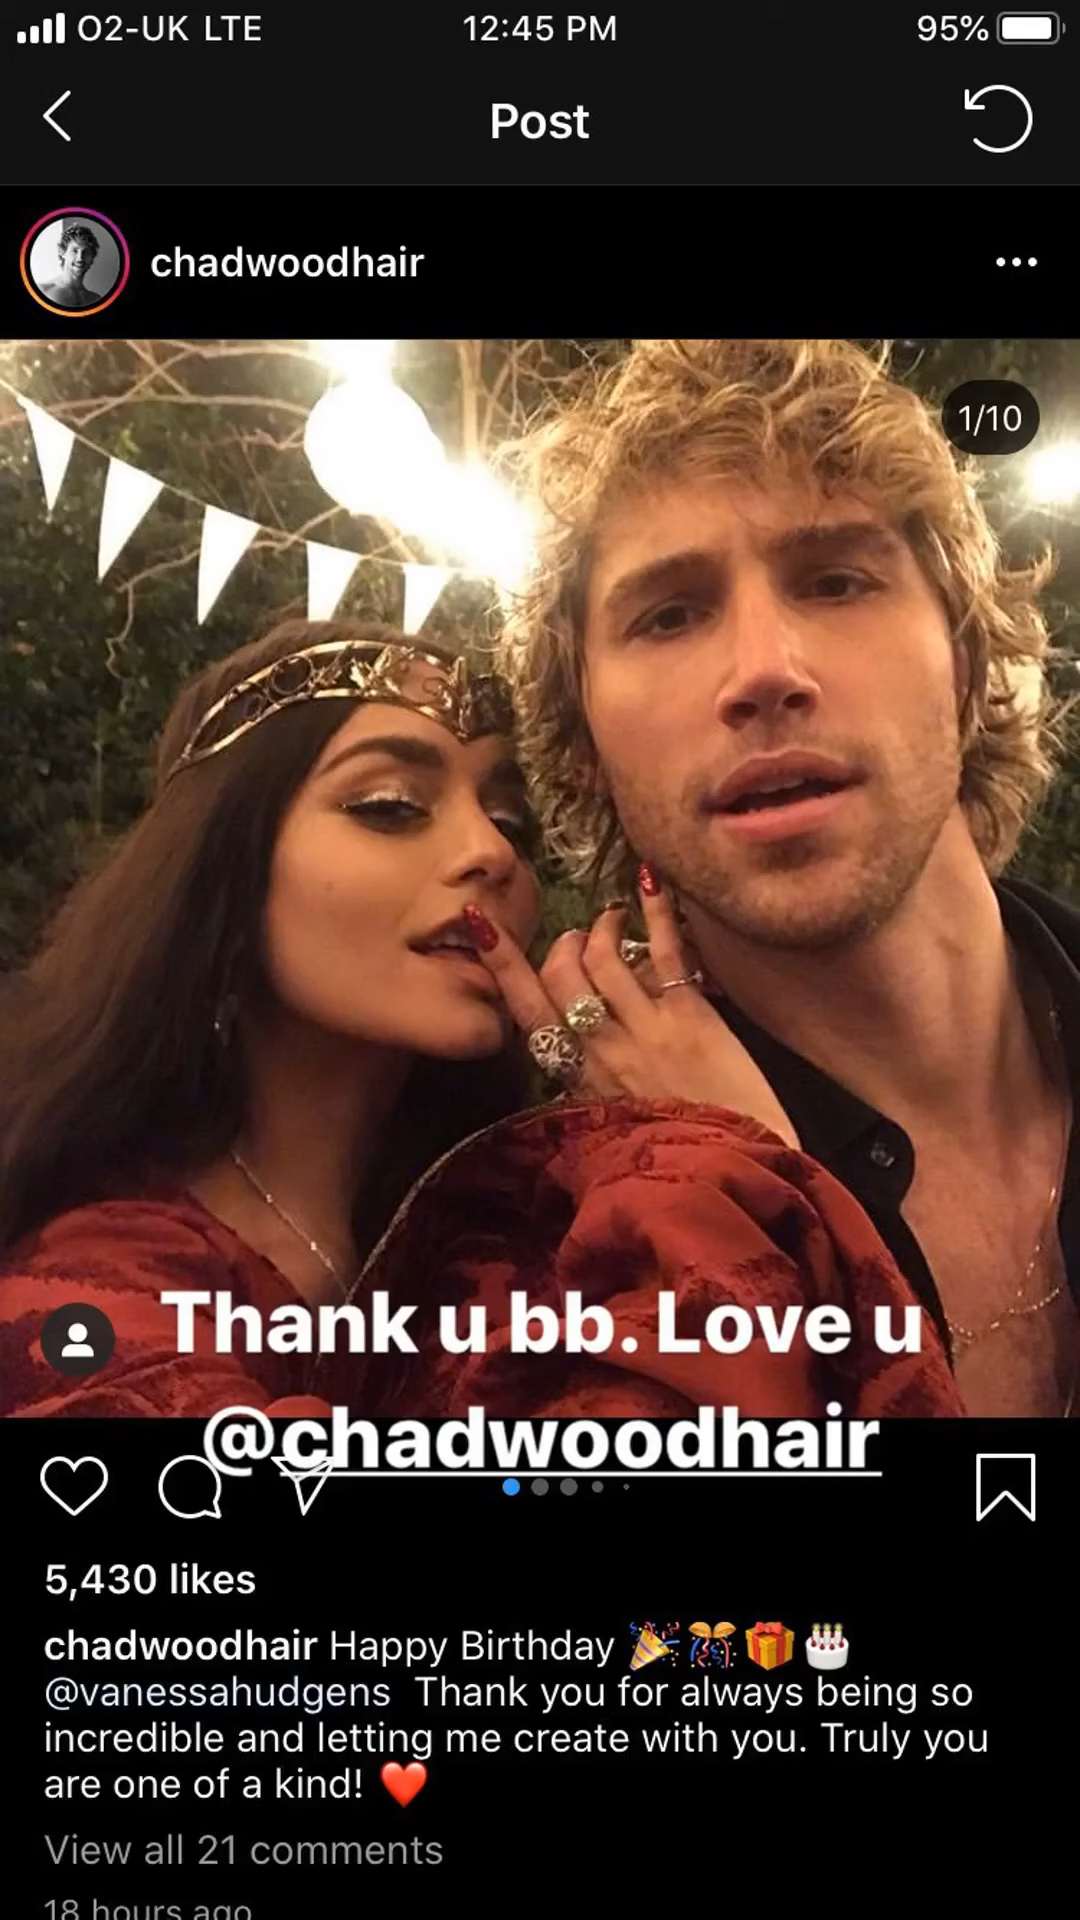 O2-UK LTE 12:45 PM 95%
Post
chadwoodhair
1/10
Thank u bb. Love u
@chadwoodhair
5,430 likes
chadwoodhair Happy Birthday 🎉🎊🎁🎂
@vanessahudgens Thank you for always being so
incredible and letting me create with you. Truly you
are one of a kind! ❤️
View all 21 comments
18 hours ago